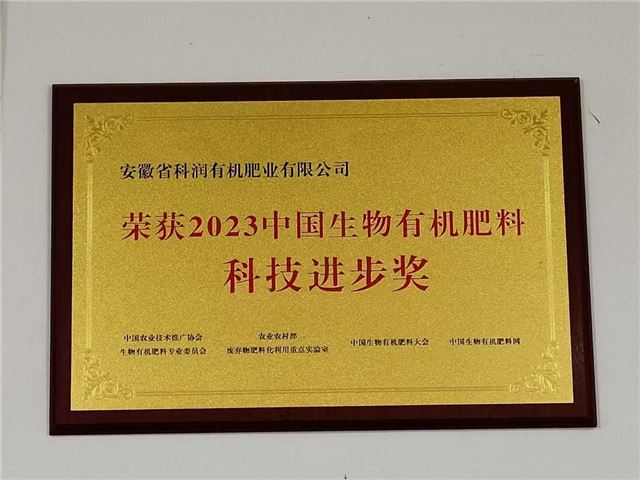 安徽省科润有机肥业有限公司
荣获2023中国生物有机肥料
科技进步奖
中国农业技术推广协会
生物有机肥料专业委员会
农业农村部
废弃物肥料化利用重点实验室
中国生物有机肥料大会
中国生物有机肥料网